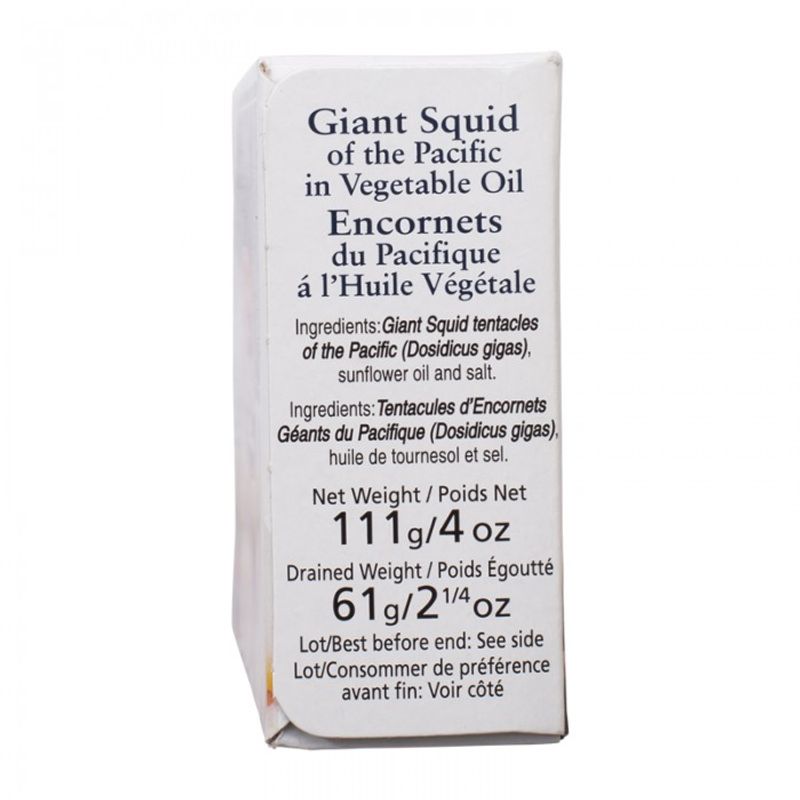 Giant Squid
of the Pacific
in Vegetable Oil
Encornets
du Pacifique
á l'Huile Végétale
Ingredients: Giant Squid tentacles
of the Pacific (Dosidicus gigas),
sunflower oil and salt.
Ingredients: Tentacules d'Encornets
Géants du Pacifique (Dosidicus gigas),
huile de tournesol et sel.
Net Weight / Poids Net
111g/4 oz
Drained Weight / Poids Égoutté
61g/2 1/4 oz
Lot/Best before end: See side
Lot/Consommer de préférence
avant fin: Voir côté